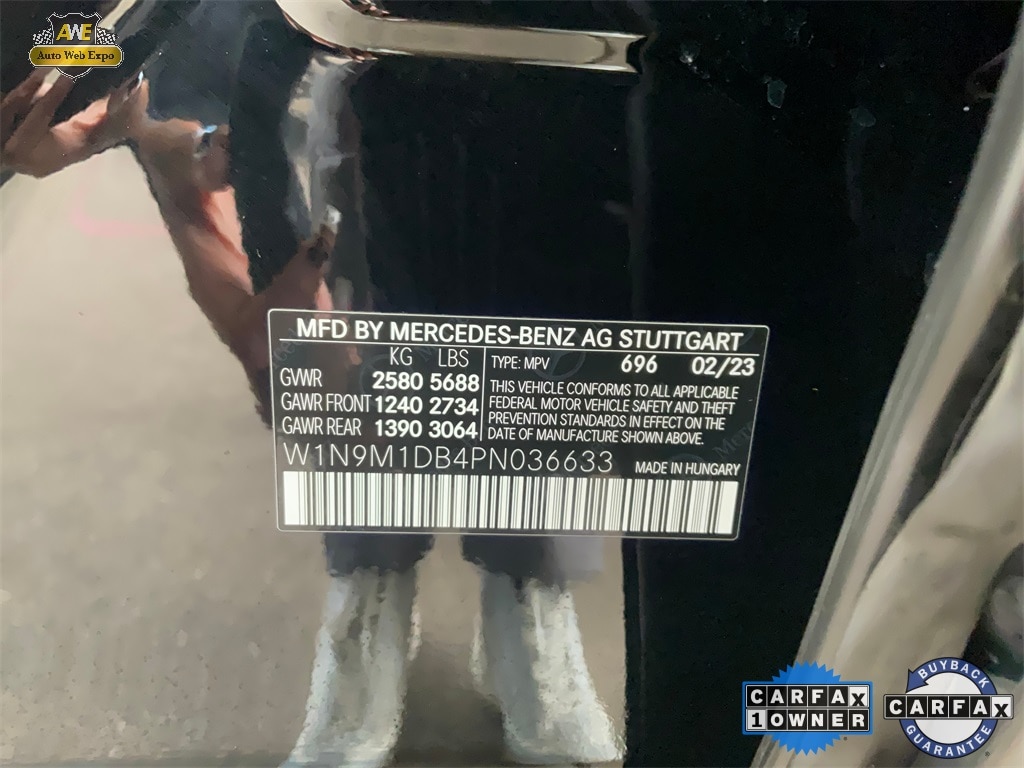 AWE
Auto Web Expo
MFD BY MERCEDES-BENZ AG STUTTGART
KG LBS
GVWR 2580 5688
GAWR FRONT 1240 2734
GAWR REAR 1390 3064
TYPE: MPV 696 02/23
THIS VEHICLE CONFORMS TO ALL APPLICABLE
FEDERAL MOTOR VEHICLE SAFETY AND THEFT
PREVENTION STANDARDS IN EFFECT ON THE
DATE OF MANUFACTURE SHOWN ABOVE.
W1N9M1DB4PN036633 MADE IN HUNGARY
CARFAX
1 OWNER
BUYBACK
CARFAX
GUARANTEE